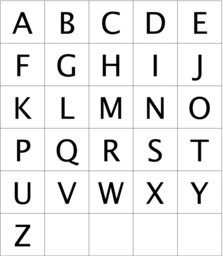 A B C D E
F G H I J
K L M N O
P Q R S T
U V W X Y
Z